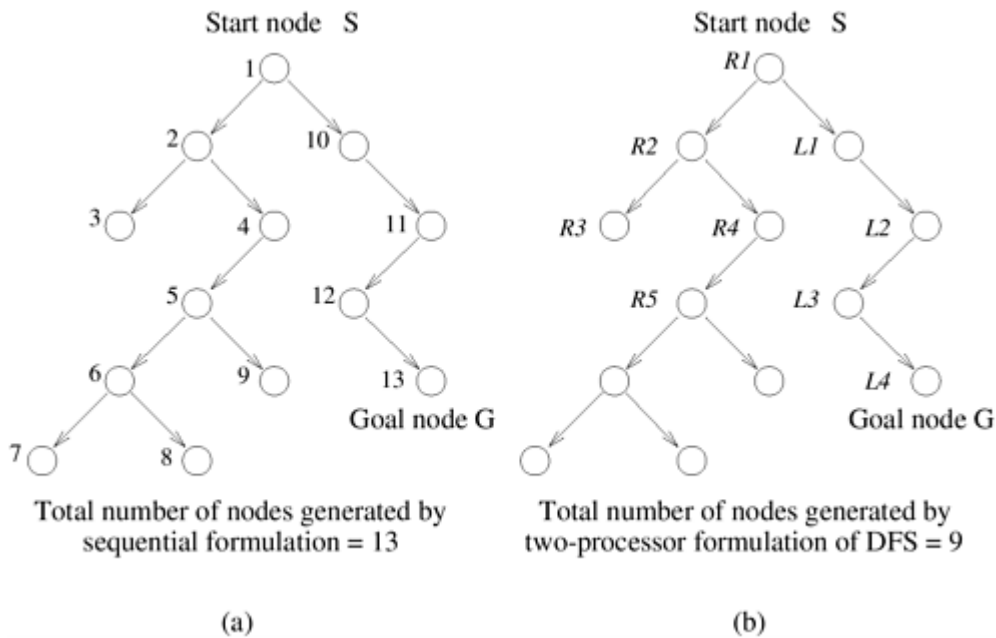 Start node S
1
2
10
3
4
11
5
12
6
9
13
Goal node G
7
8
Total number of nodes generated by
sequential formulation = 13
(a)
Start node S
R1
R2
L1
R3
R4
L2
R5
L3
L4
Goal node G
Total number of nodes generated by
two-processor formulation of DFS = 9
(b)